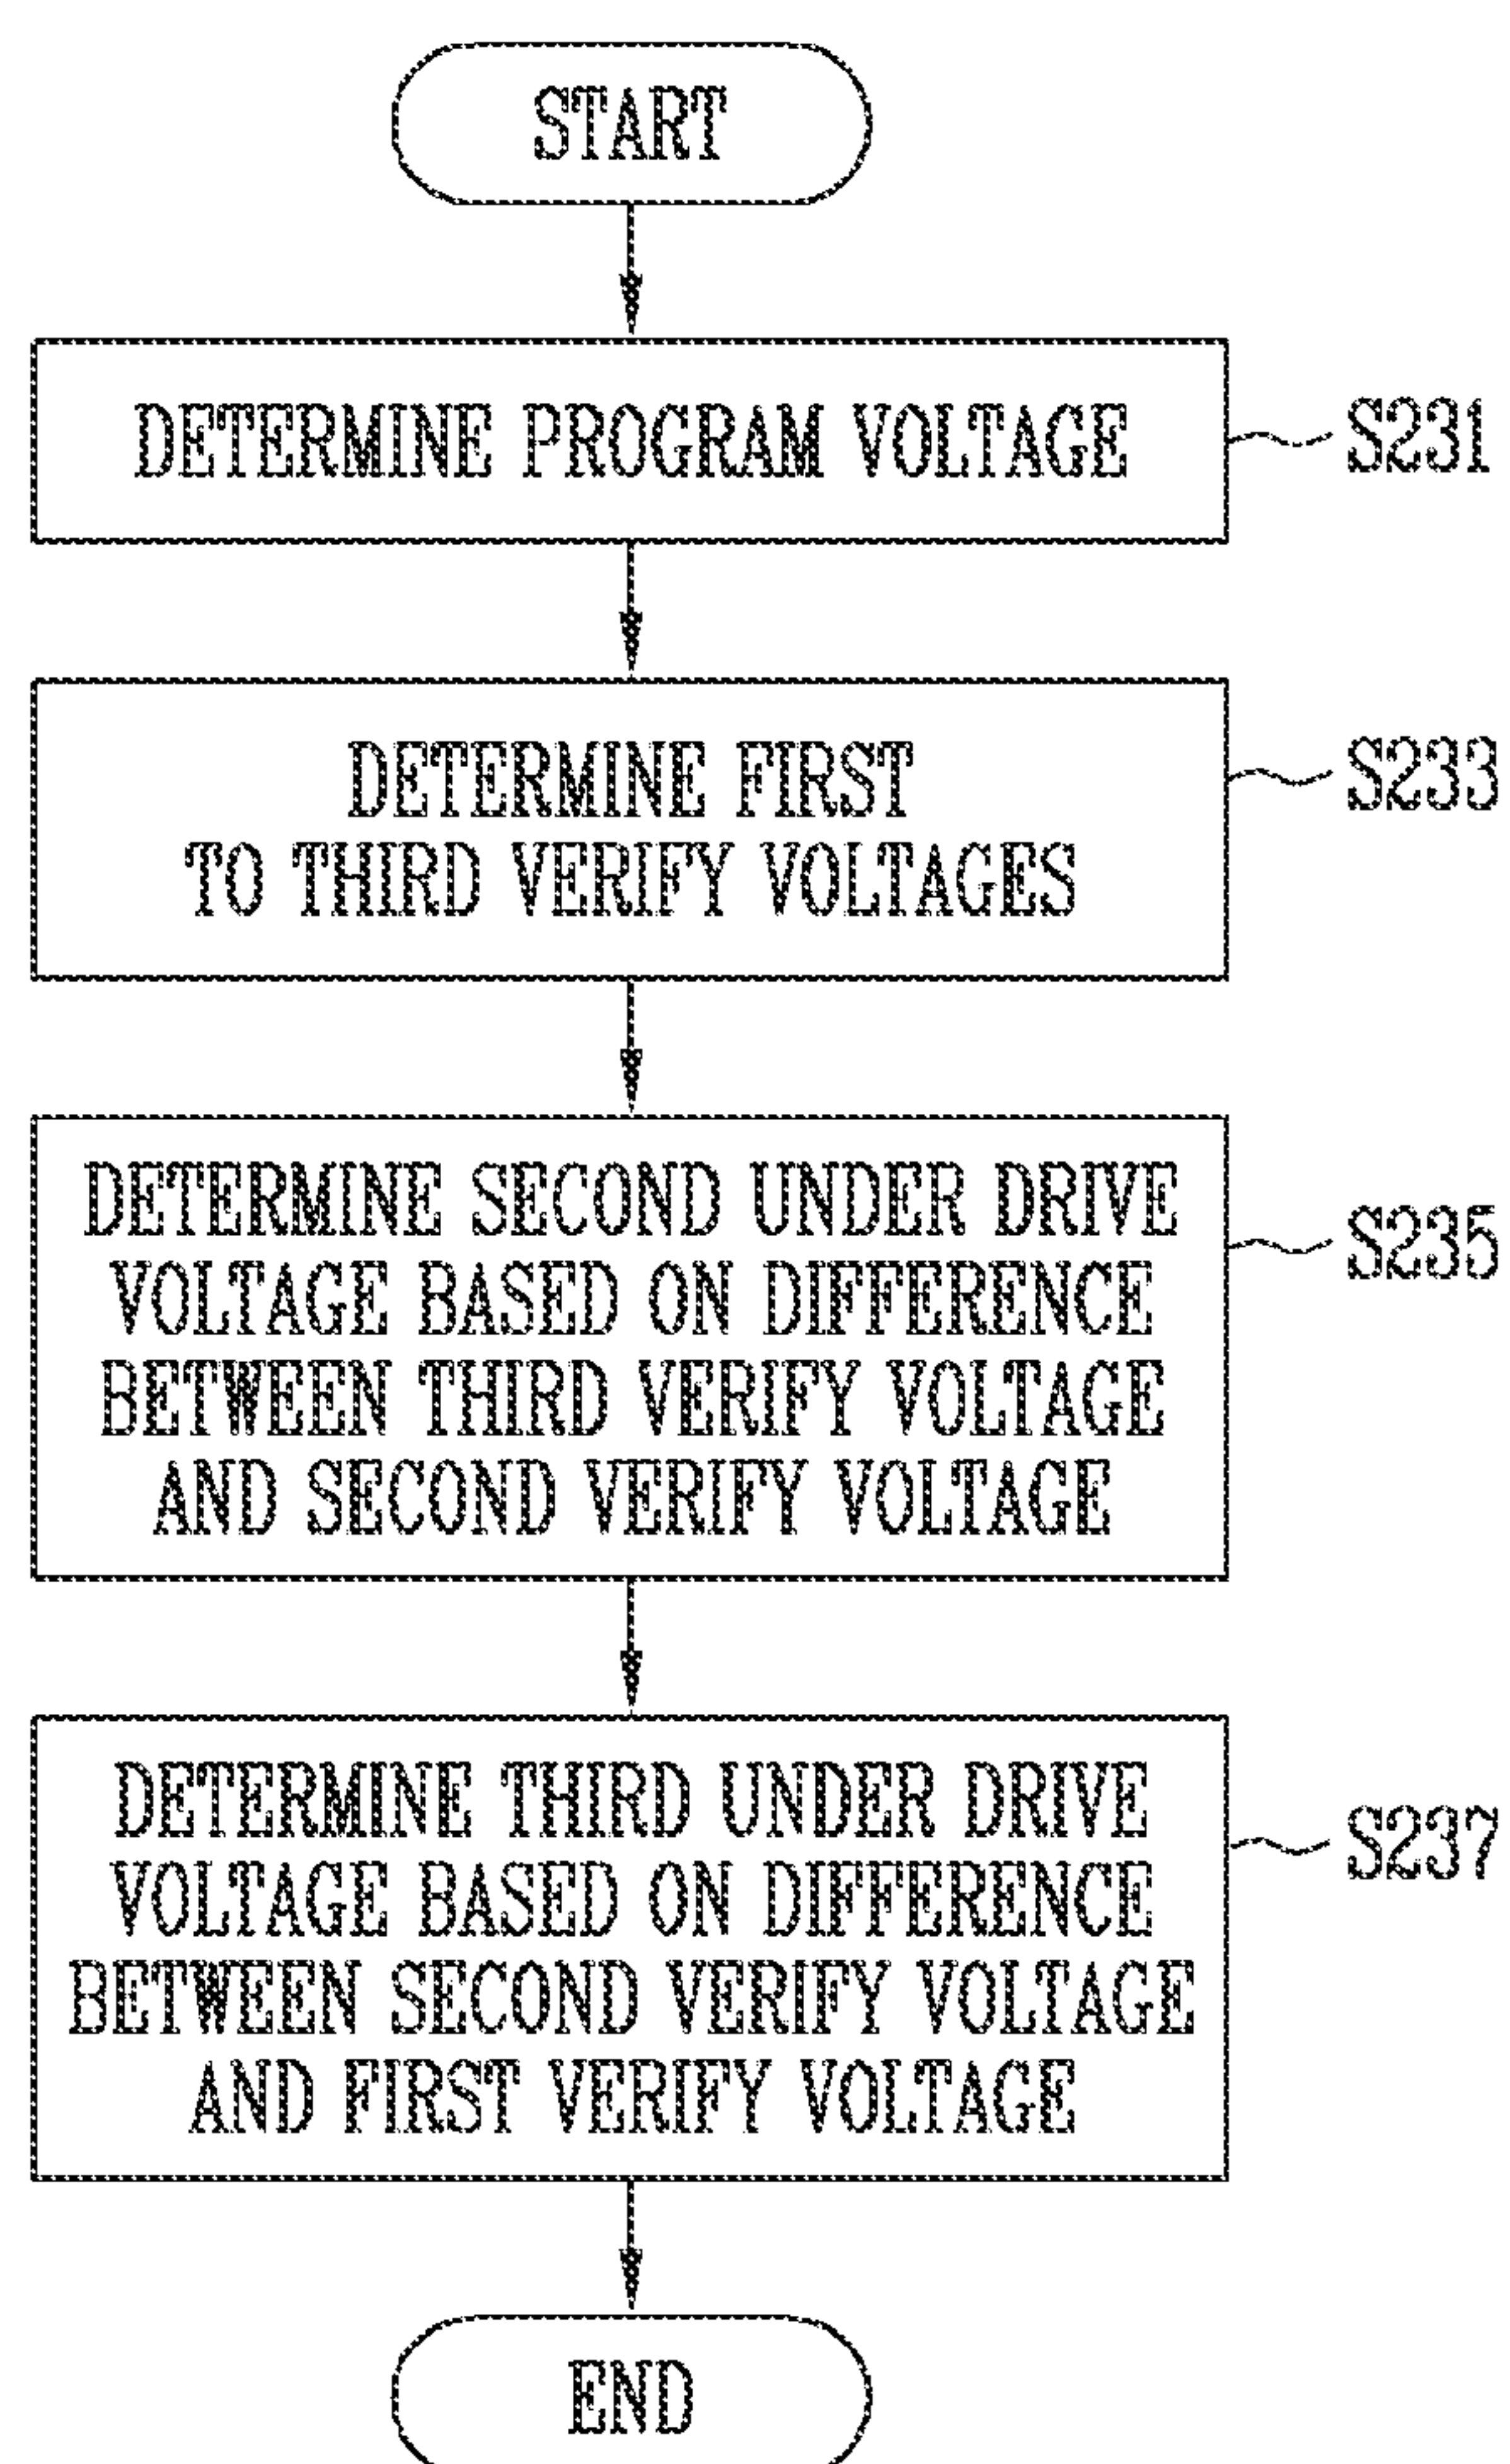 START
DETERMINE PROGRAM VOLTAGE
S231
DETERMINE FIRST
TO THIRD VERIFY VOLTAGES
S233
DETERMINE SECOND UNDER DRIVE
VOLTAGE BASED ON DIFFERENCE
BETWEEN THIRD VERIFY VOLTAGE
AND SECOND VERIFY VOLTAGE
S235
DETERMINE THIRD UNDER DRIVE
VOLTAGE BASED ON DIFFERENCE
BETWEEN SECOND VERIFY VOLTAGE
AND FIRST VERIFY VOLTAGE
S237
END